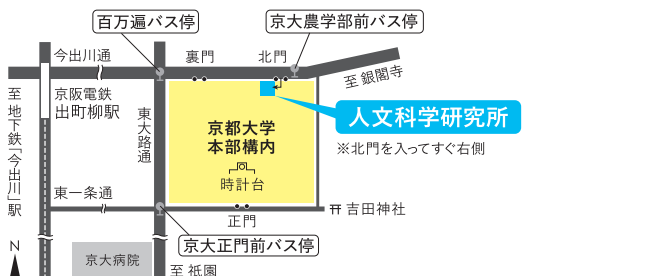 百万遍バス停
京大農学部前バス停
今出川通
裏門
北門
至 銀閣寺
至 地下鉄「今出川」駅
京阪電鉄
出町柳駅
東大路通
京都大学
本部構内
時計台
人文科学研究所
※北門を入ってすぐ右側
東一条通
正門
吉田神社
京大正門前バス停
N
京大病院
至 祇園